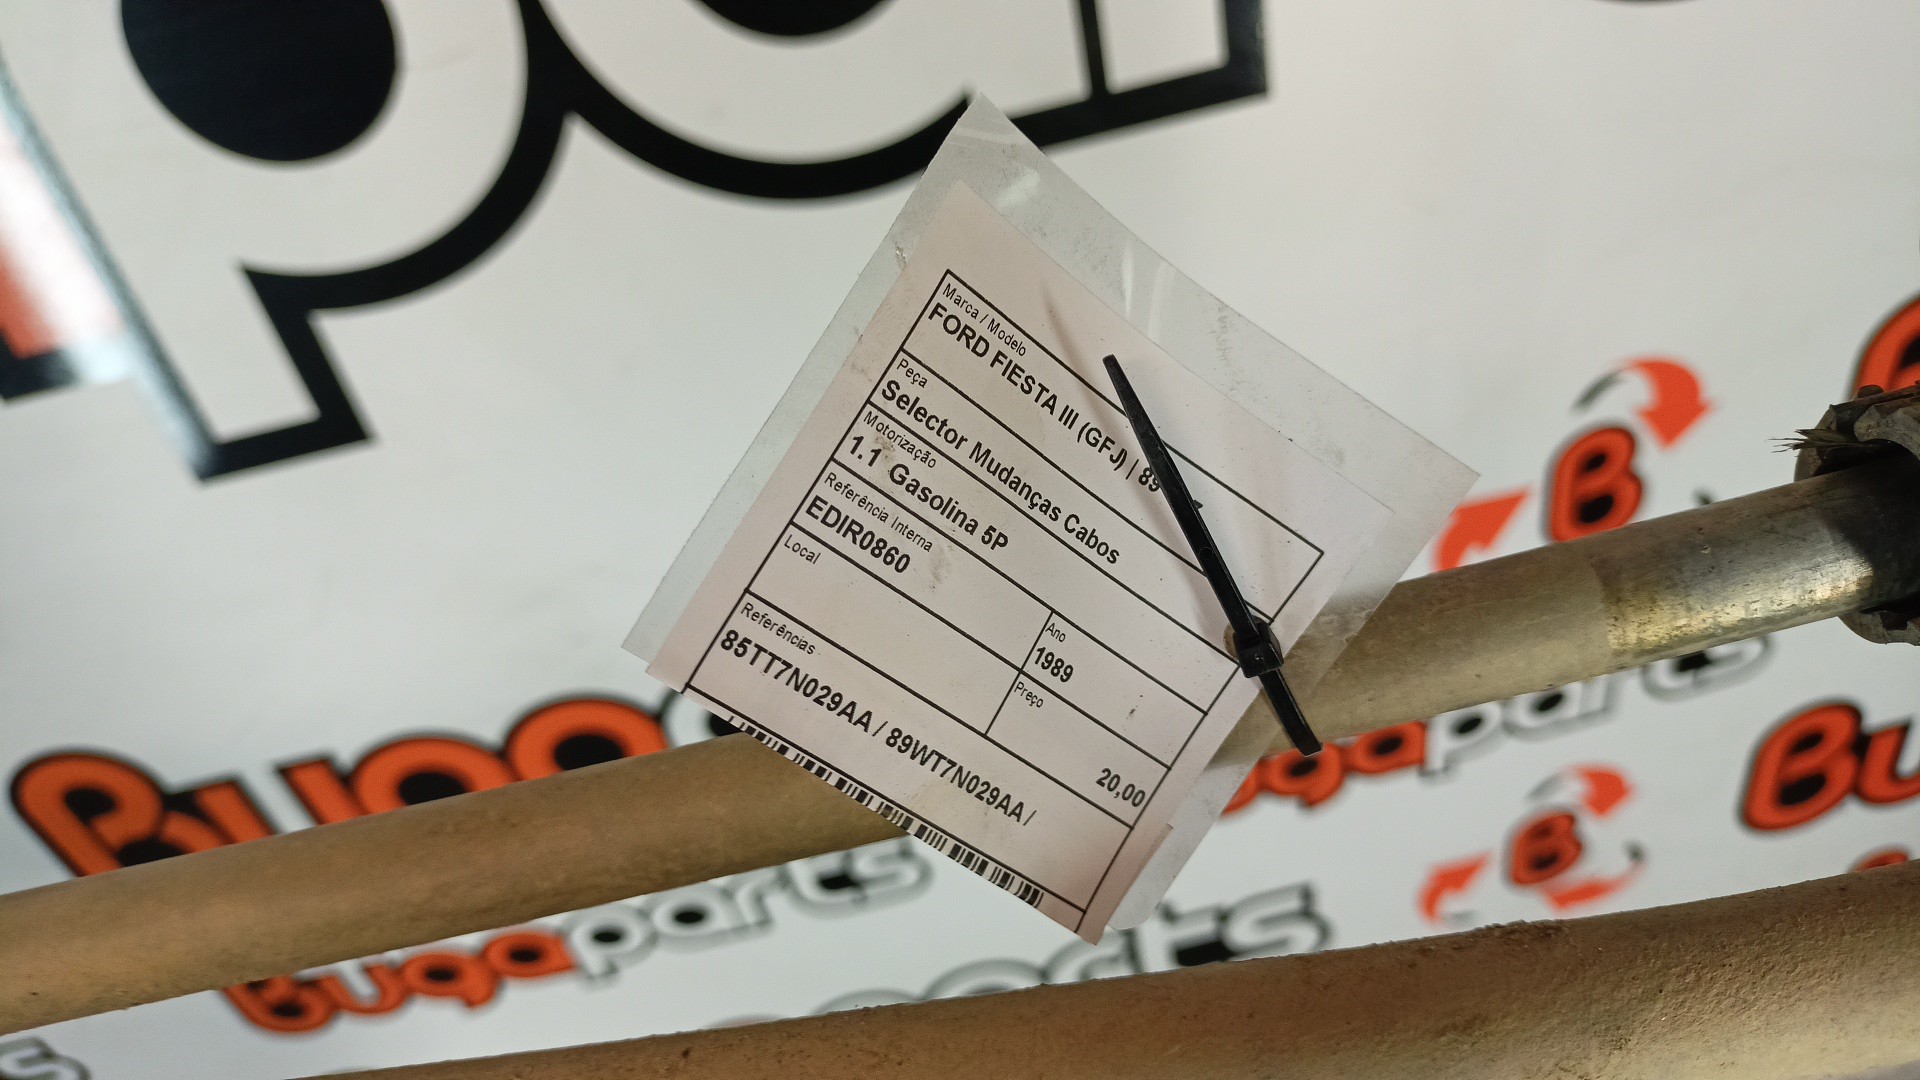 Marca / Modelo
FORD FIESTA III (GFJ) | 89
Peça
Selector Mudanças Cabos
Motorização
1.1 Gasolina 5P
Referência Interna
EDIR0860
Local
Ano
1989
Preço
20,00
Referências
85TT7N029AA / 89WT7N029AA /
Bugaparts
Bugaparts
Bugaparts
B
B